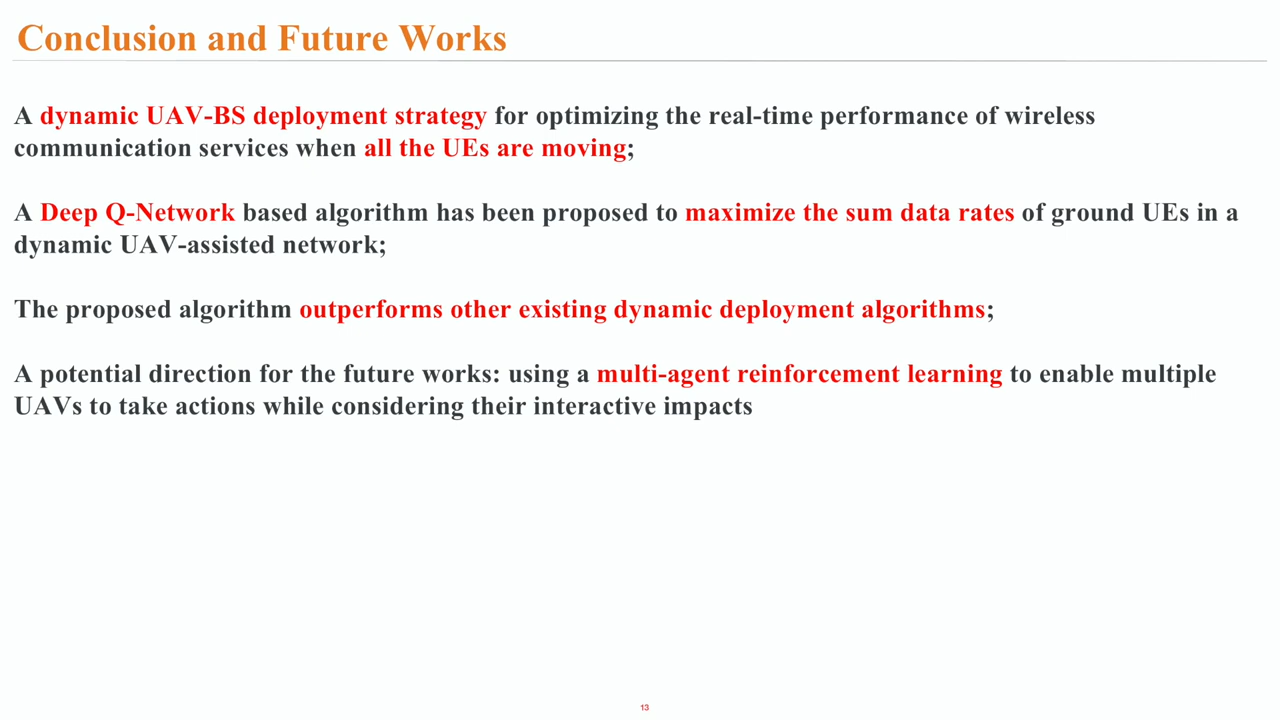 Conclusion and Future Works
A dynamic UAV-BS deployment strategy for optimizing the real-time performance of wireless
communication services when all the UEs are moving;
A Deep Q-Network based algorithm has been proposed to maximize the sum data rates of ground UEs in a
dynamic UAV-assisted network;
The proposed algorithm outperforms other existing dynamic deployment algorithms;
A potential direction for the future works: using a multi-agent reinforcement learning to enable multiple
UAVs to take actions while considering their interactive impacts
13